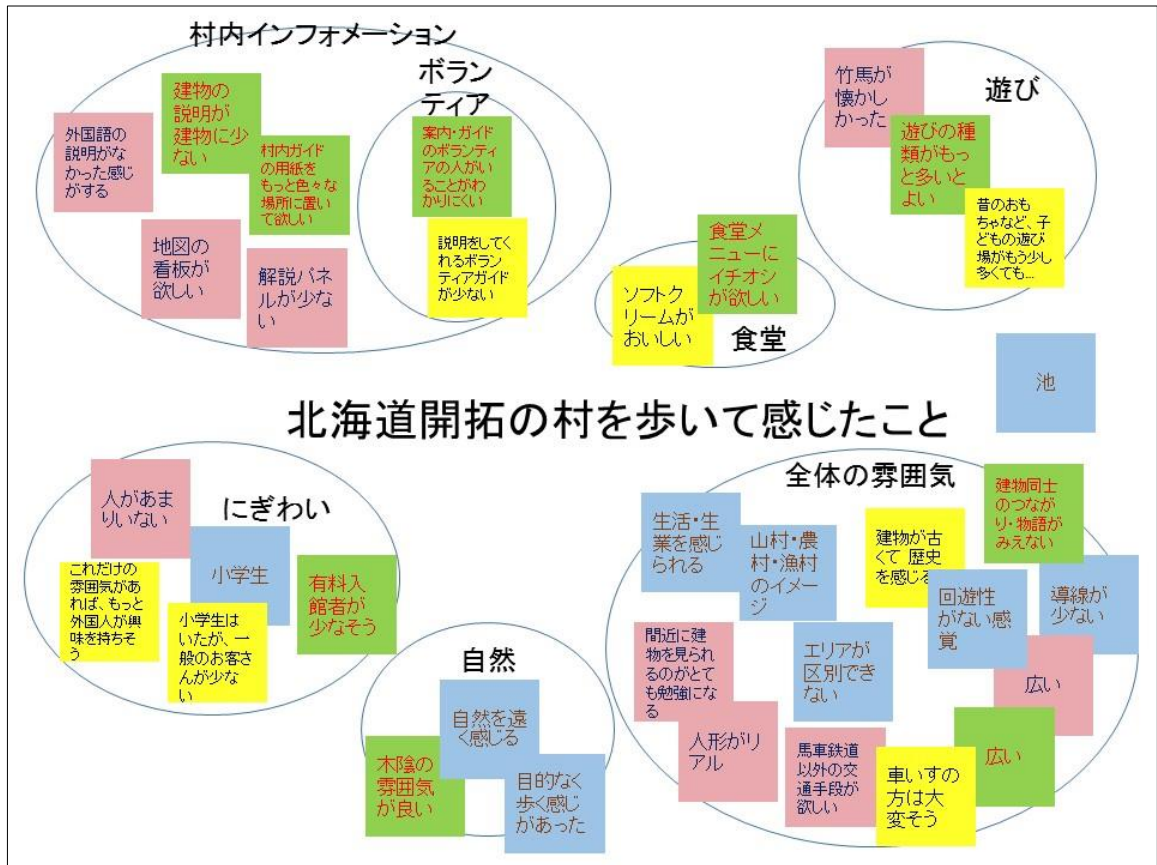 村内インフォメーション
ボラン
ティア
外国語の
説明がな
かった感じ
がする
建物の
説明が
建物に少
ない
村内ガイド
の用紙を
もっと色々な
場所に置い
て欲しい
地図の
看板が
欲しい
解説パネ
ルが少な
い
案内・ガイド
のボランティ
アの人がい
ることがわ
かりにくい
説明をしてく
れるボラン
ティアガイド
が少ない
遊び
竹馬が
懐かし
かった
遊びの種
類がもっ
と多いと
よい
昔のおも
ちゃなど、子
どもの遊び
場がもう少し
多くても…
食堂メ
ニューに
イチオシ
が欲しい
ソフトク
リームが
おいしい
食堂
池
北海道開拓の村を歩いて感じたこと
にぎわい
人があま
りいない
小学生
これだけの
雰囲気があ
れば、もっと
外国人が興
味を持ちそ
う
小学生は
いたが、一
般のお客さ
んが少な
い
有料入
館者が
少なそう
自然
自然を遠
く感じる
木陰の
雰囲気
が良い
目的なく
歩く感じ
があった
全体の雰囲気
生活・生
業を感じ
られる
山村・農
村・漁村
のイメー
ジ
建物が古
くて 歴史
を感じる
建物同士
のつなが
り・物語が
みえない
回遊性
がない感
覚
導線が
少ない
間近に建
物を見られ
るのがとて
も勉強にな
る
エリアが
区別でき
ない
広い
人形がリ
アル
馬車鉄道
以外の交
通手段が
欲しい
車いすの
方は大
変そう
広い